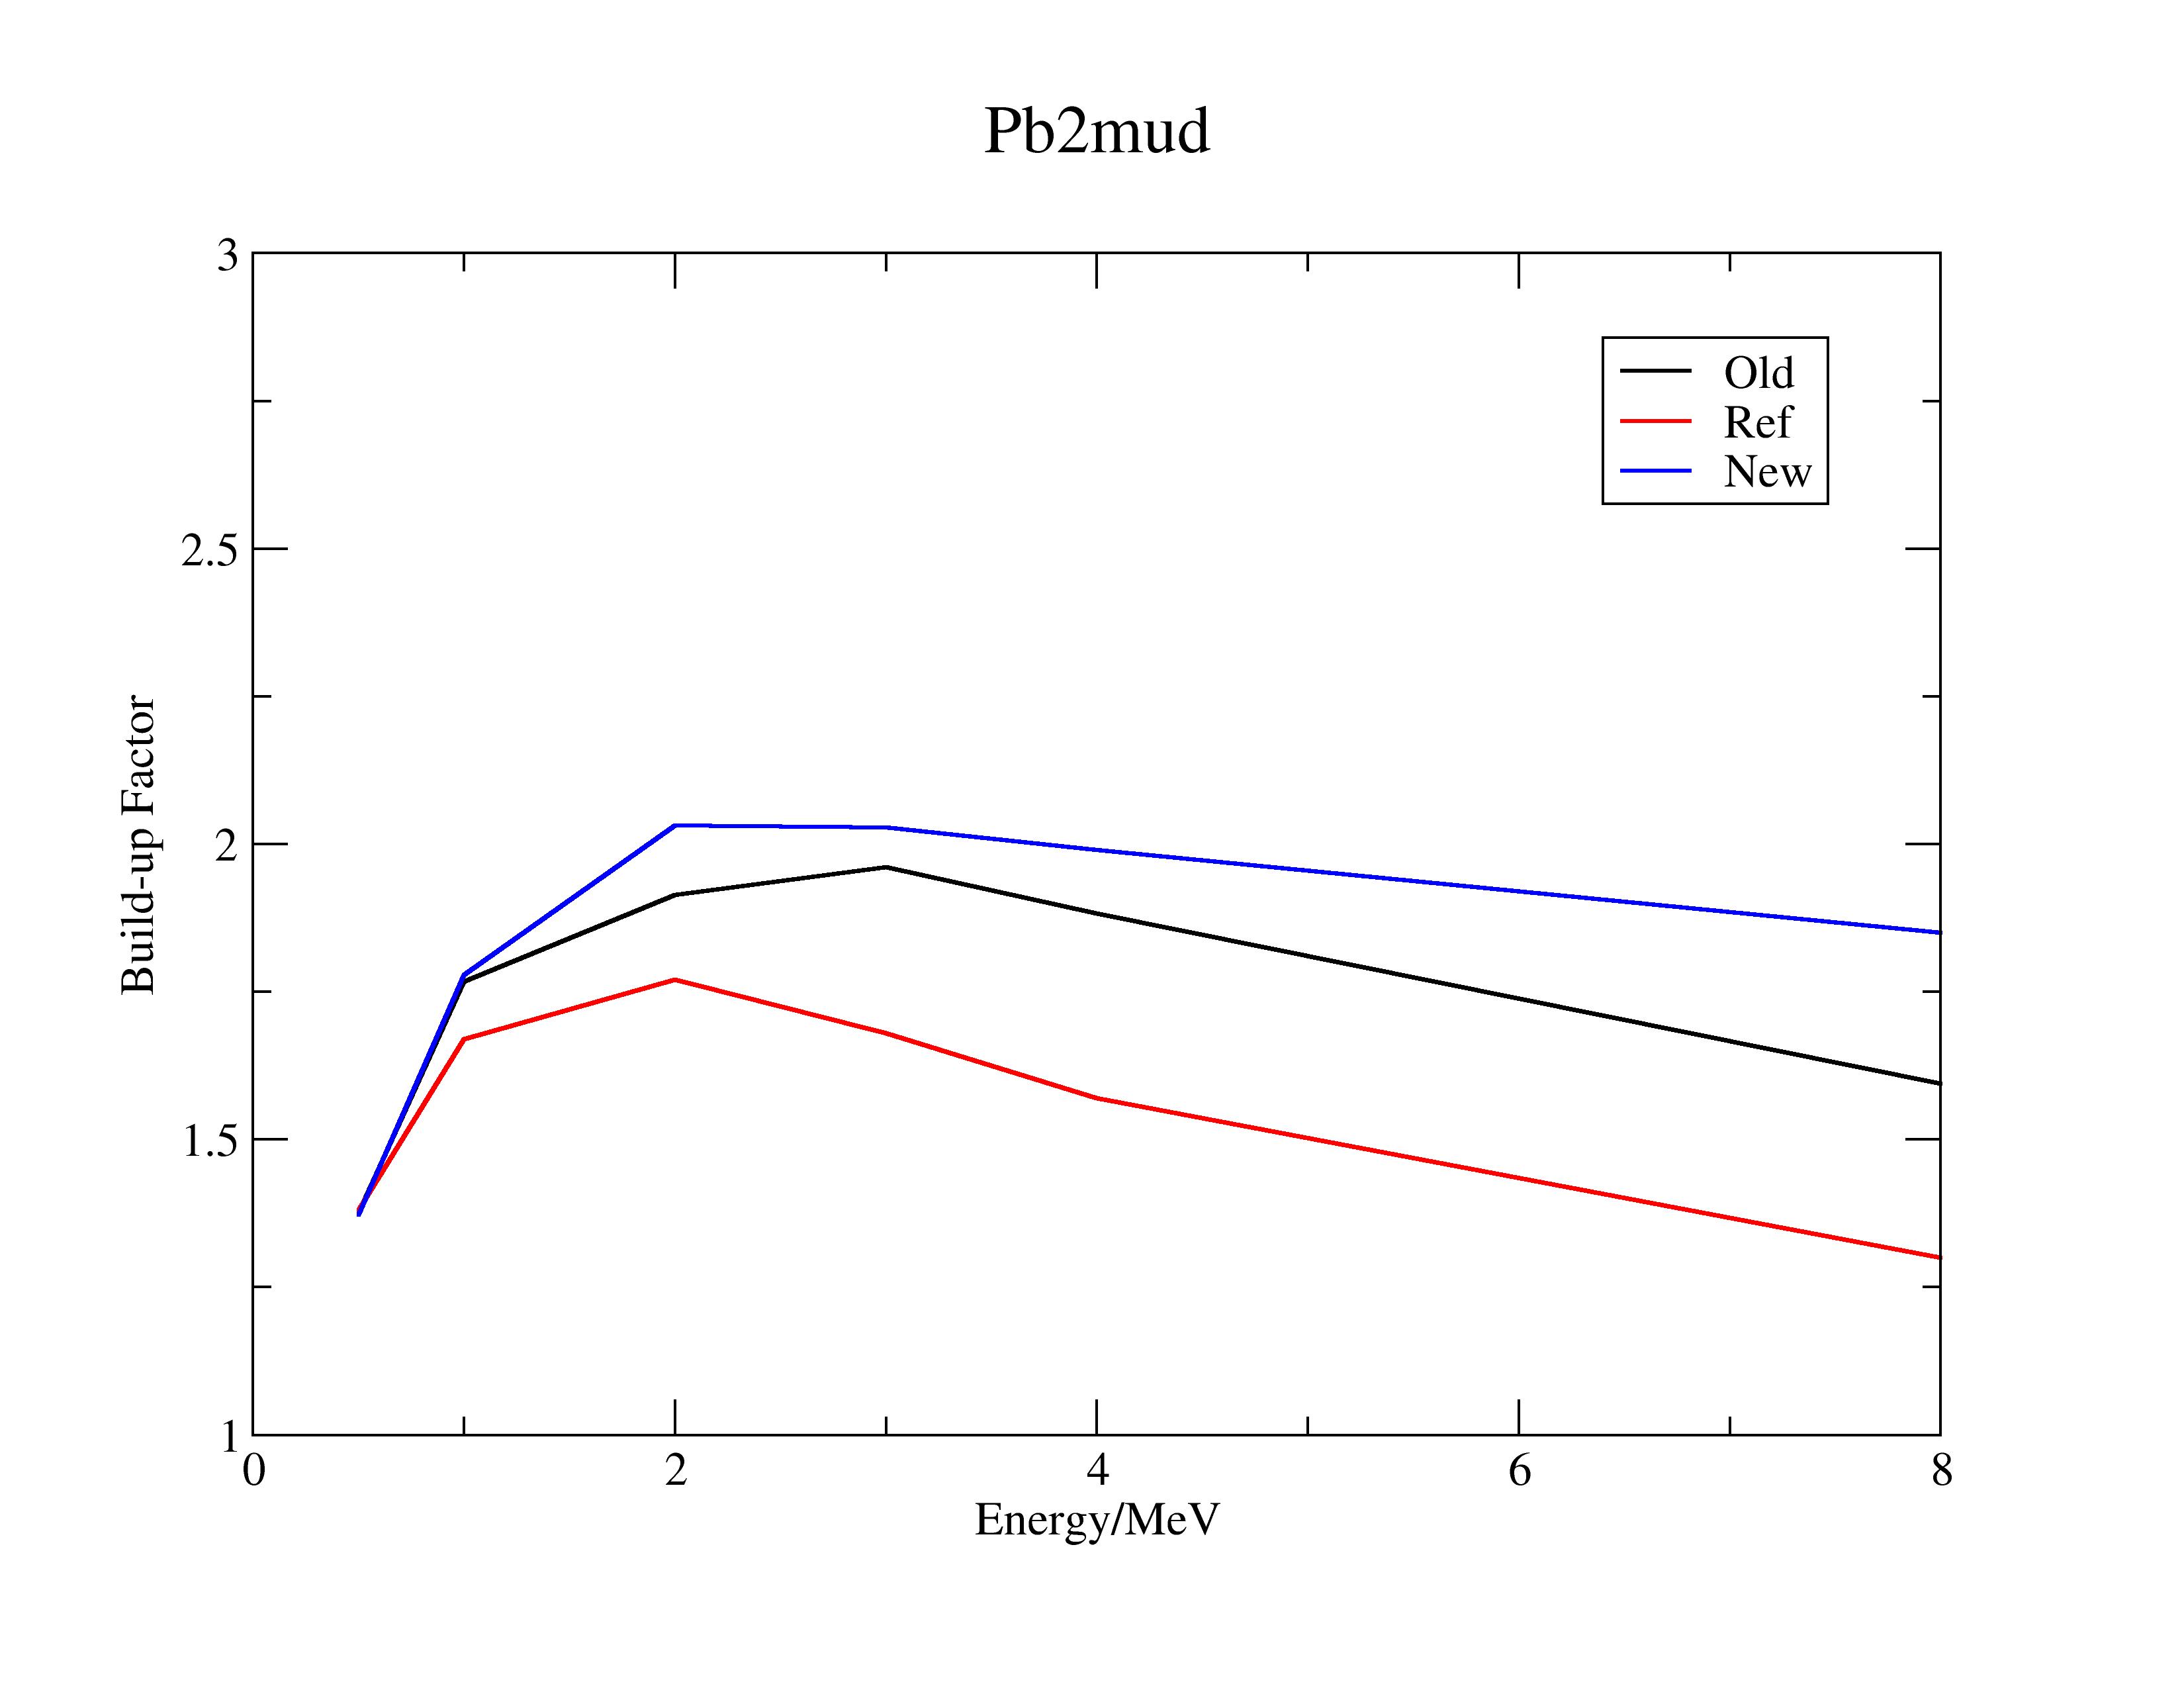 Pb2mud
3
2.5
2
1.5
1
Build-up Factor
Old
Ref
New
0 2 4 6 8
Energy/MeV